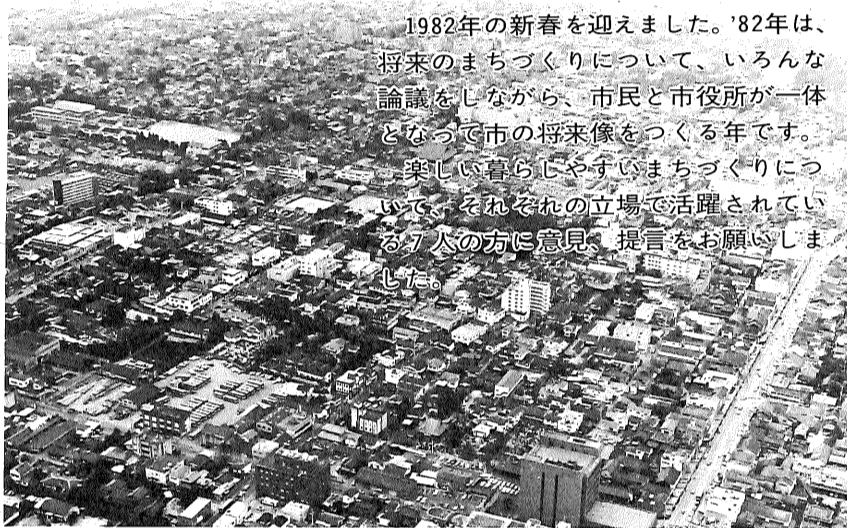 1982年の新春を迎えました。'82年は、
将来のまちづくりについて、いろんな
論議をしながら、市民と市役所が一体
となって市の将来像をつくる年です。
楽しい暮らしやすいまちづくりにつ
いて、それぞれの立場で活躍されてい
る7人の方に意見、提言をお願いしま
した。